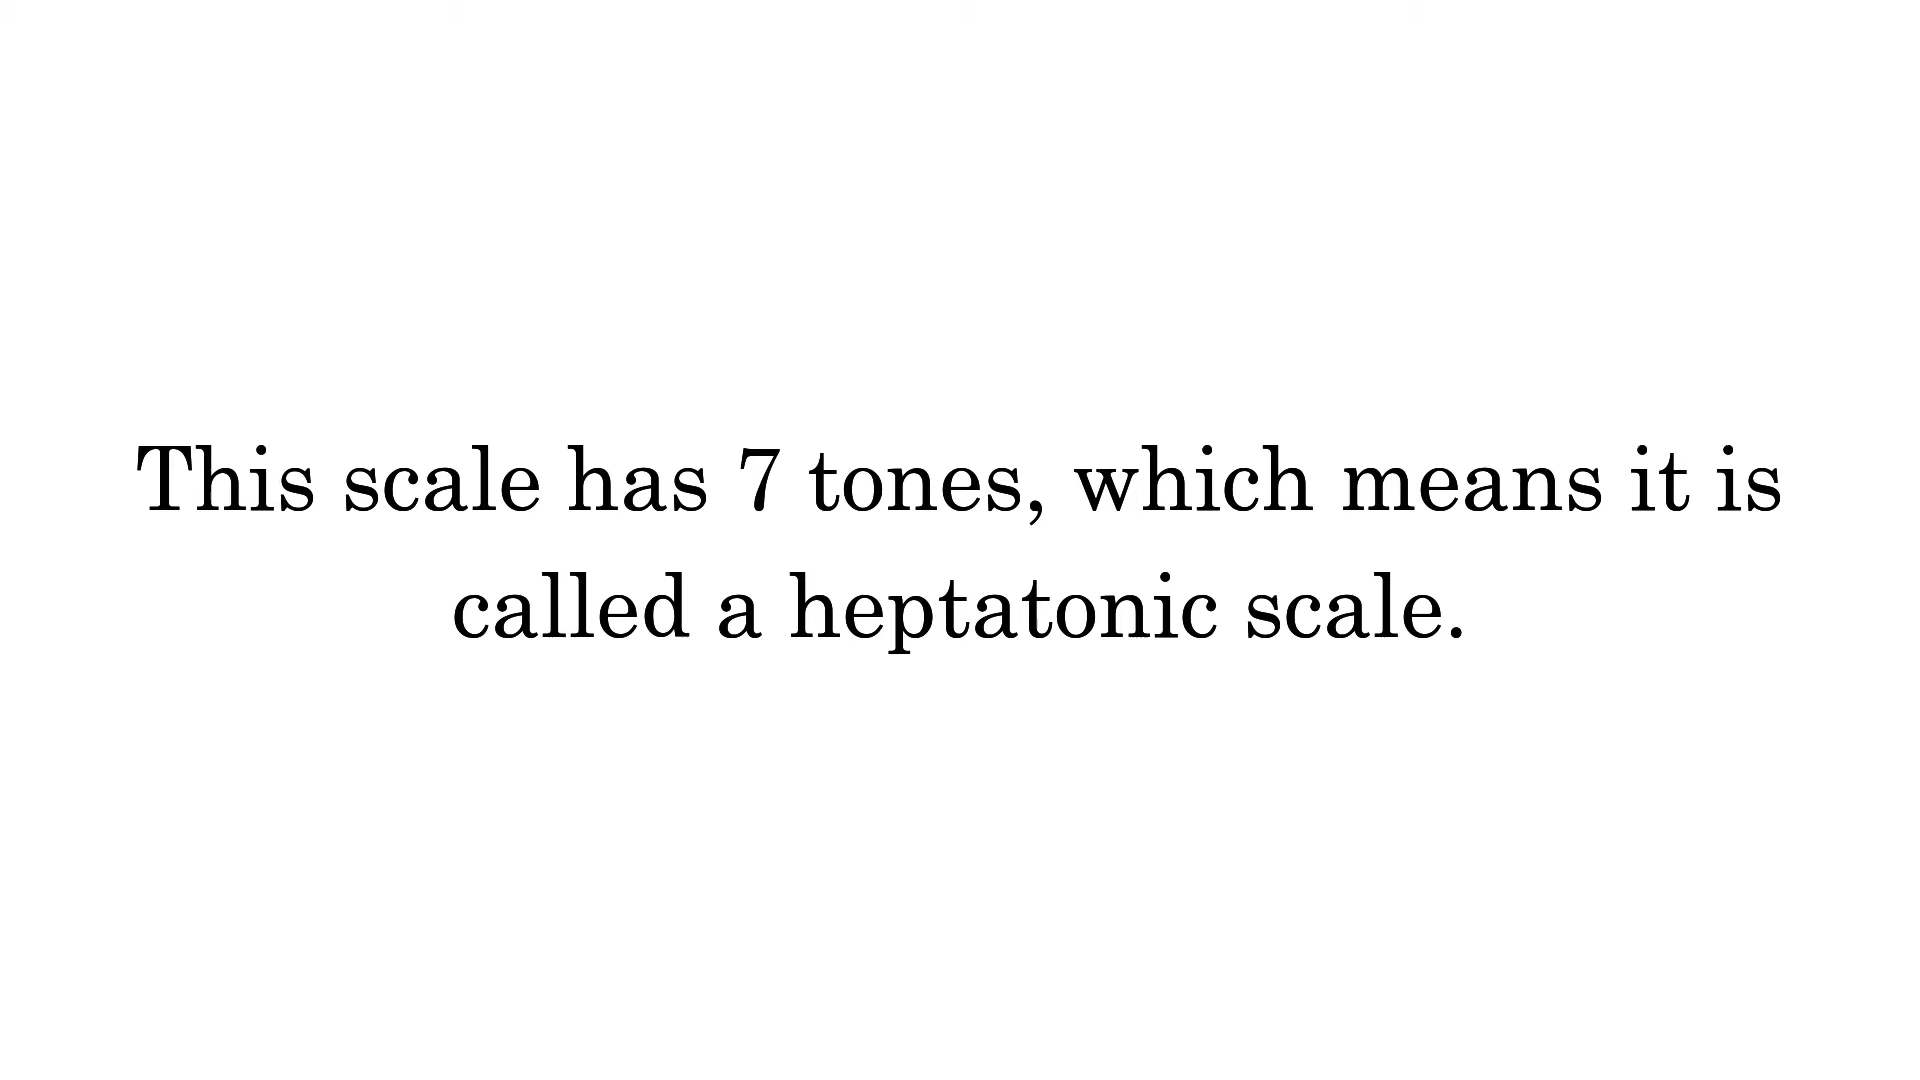 This scale has 7 tones, which means it is
called a heptatonic scale.